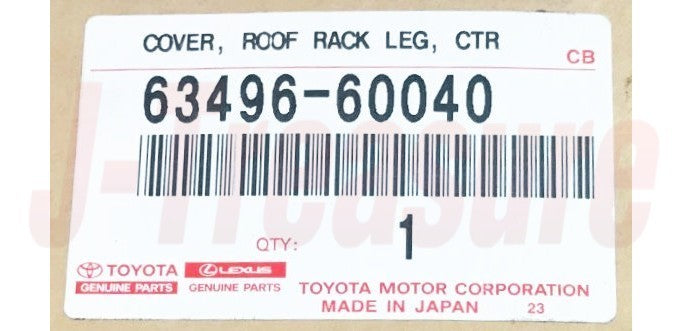 COVER, ROOF RACK LEG, CTR
CB
63496-60040
J-Treasure
QTY: 1
TOYOTA
GENUINE PARTS
LEXUS
GENUINE PARTS
TOYOTA MOTOR CORPORATION
MADE IN JAPAN 23